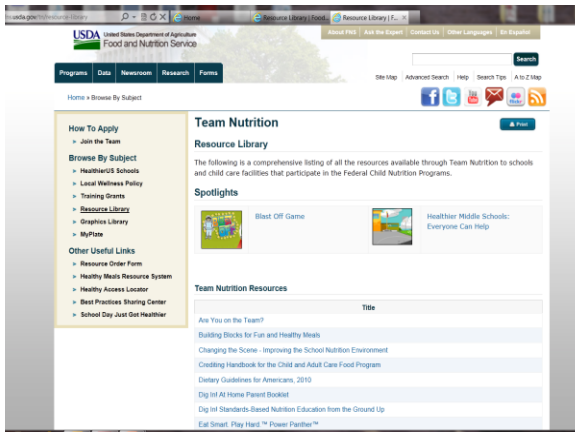 usda.gov/tn/resource-library
Home
Resource Library | Food...
Resource Library | F...
USDA United States Department of Agriculture
Food and Nutrition Service
About FNS Ask the Expert Contact Us Other Languages En Español
Search
Programs Data Newsroom Research Forms
Site Map Advanced Search Help Search Tips A to Z Map
Home » Browse By Subject
You Tube
flickr
How To Apply
Join the Team
Browse By Subject
HealthierUS Schools
Local Wellness Policy
Training Grants
Resource Library
Graphics Library
MyPlate
Other Useful Links
Resource Order Form
Healthy Meals Resource System
Healthy Access Locator
Best Practices Sharing Center
School Day Just Got Healthier
Team Nutrition
Print
Resource Library
The following is a comprehensive listing of all the resources available through Team Nutrition to schools
and child care facilities that participate in the Federal Child Nutrition Programs.
Spotlights
Blast Off Game
Healthier Middle Schools:
Everyone Can Help
Team Nutrition Resources
Title
Are You on the Team?
Building Blocks for Fun and Healthy Meals
Changing the Scene - Improving the School Nutrition Environment
Crediting Handbook for the Child and Adult Care Food Program
Dietary Guidelines for Americans, 2010
Dig In! At Home Parent Booklet
Dig In! Standards-Based Nutrition Education from the Ground Up
Eat Smart. Play Hard.™ Power Panther™